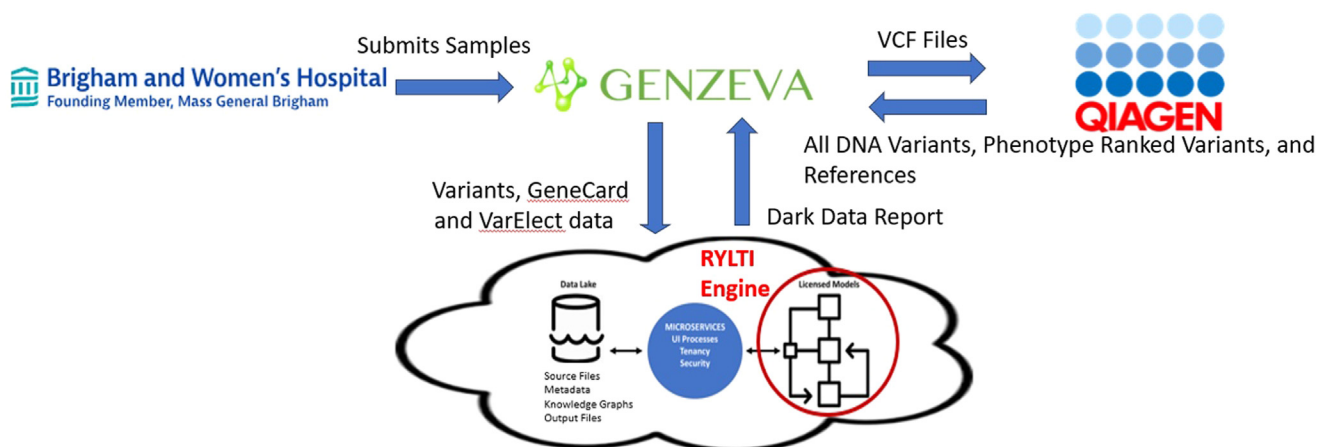 Submits Samples
Brigham and Women's Hospital
Founding Member, Mass General Brigham
GENZEVA
VCF Files
QIAGEN
All DNA Variants, Phenotype Ranked Variants, and
References
Variants, GeneCard
and VarElect data
Dark Data Report
RYLTI
Engine
Data Lake
Licensed Models
MICROSERVICES
UI Processes
Tenancy
Security
Source Files
Metadata
Knowledge Graphs
Output Files